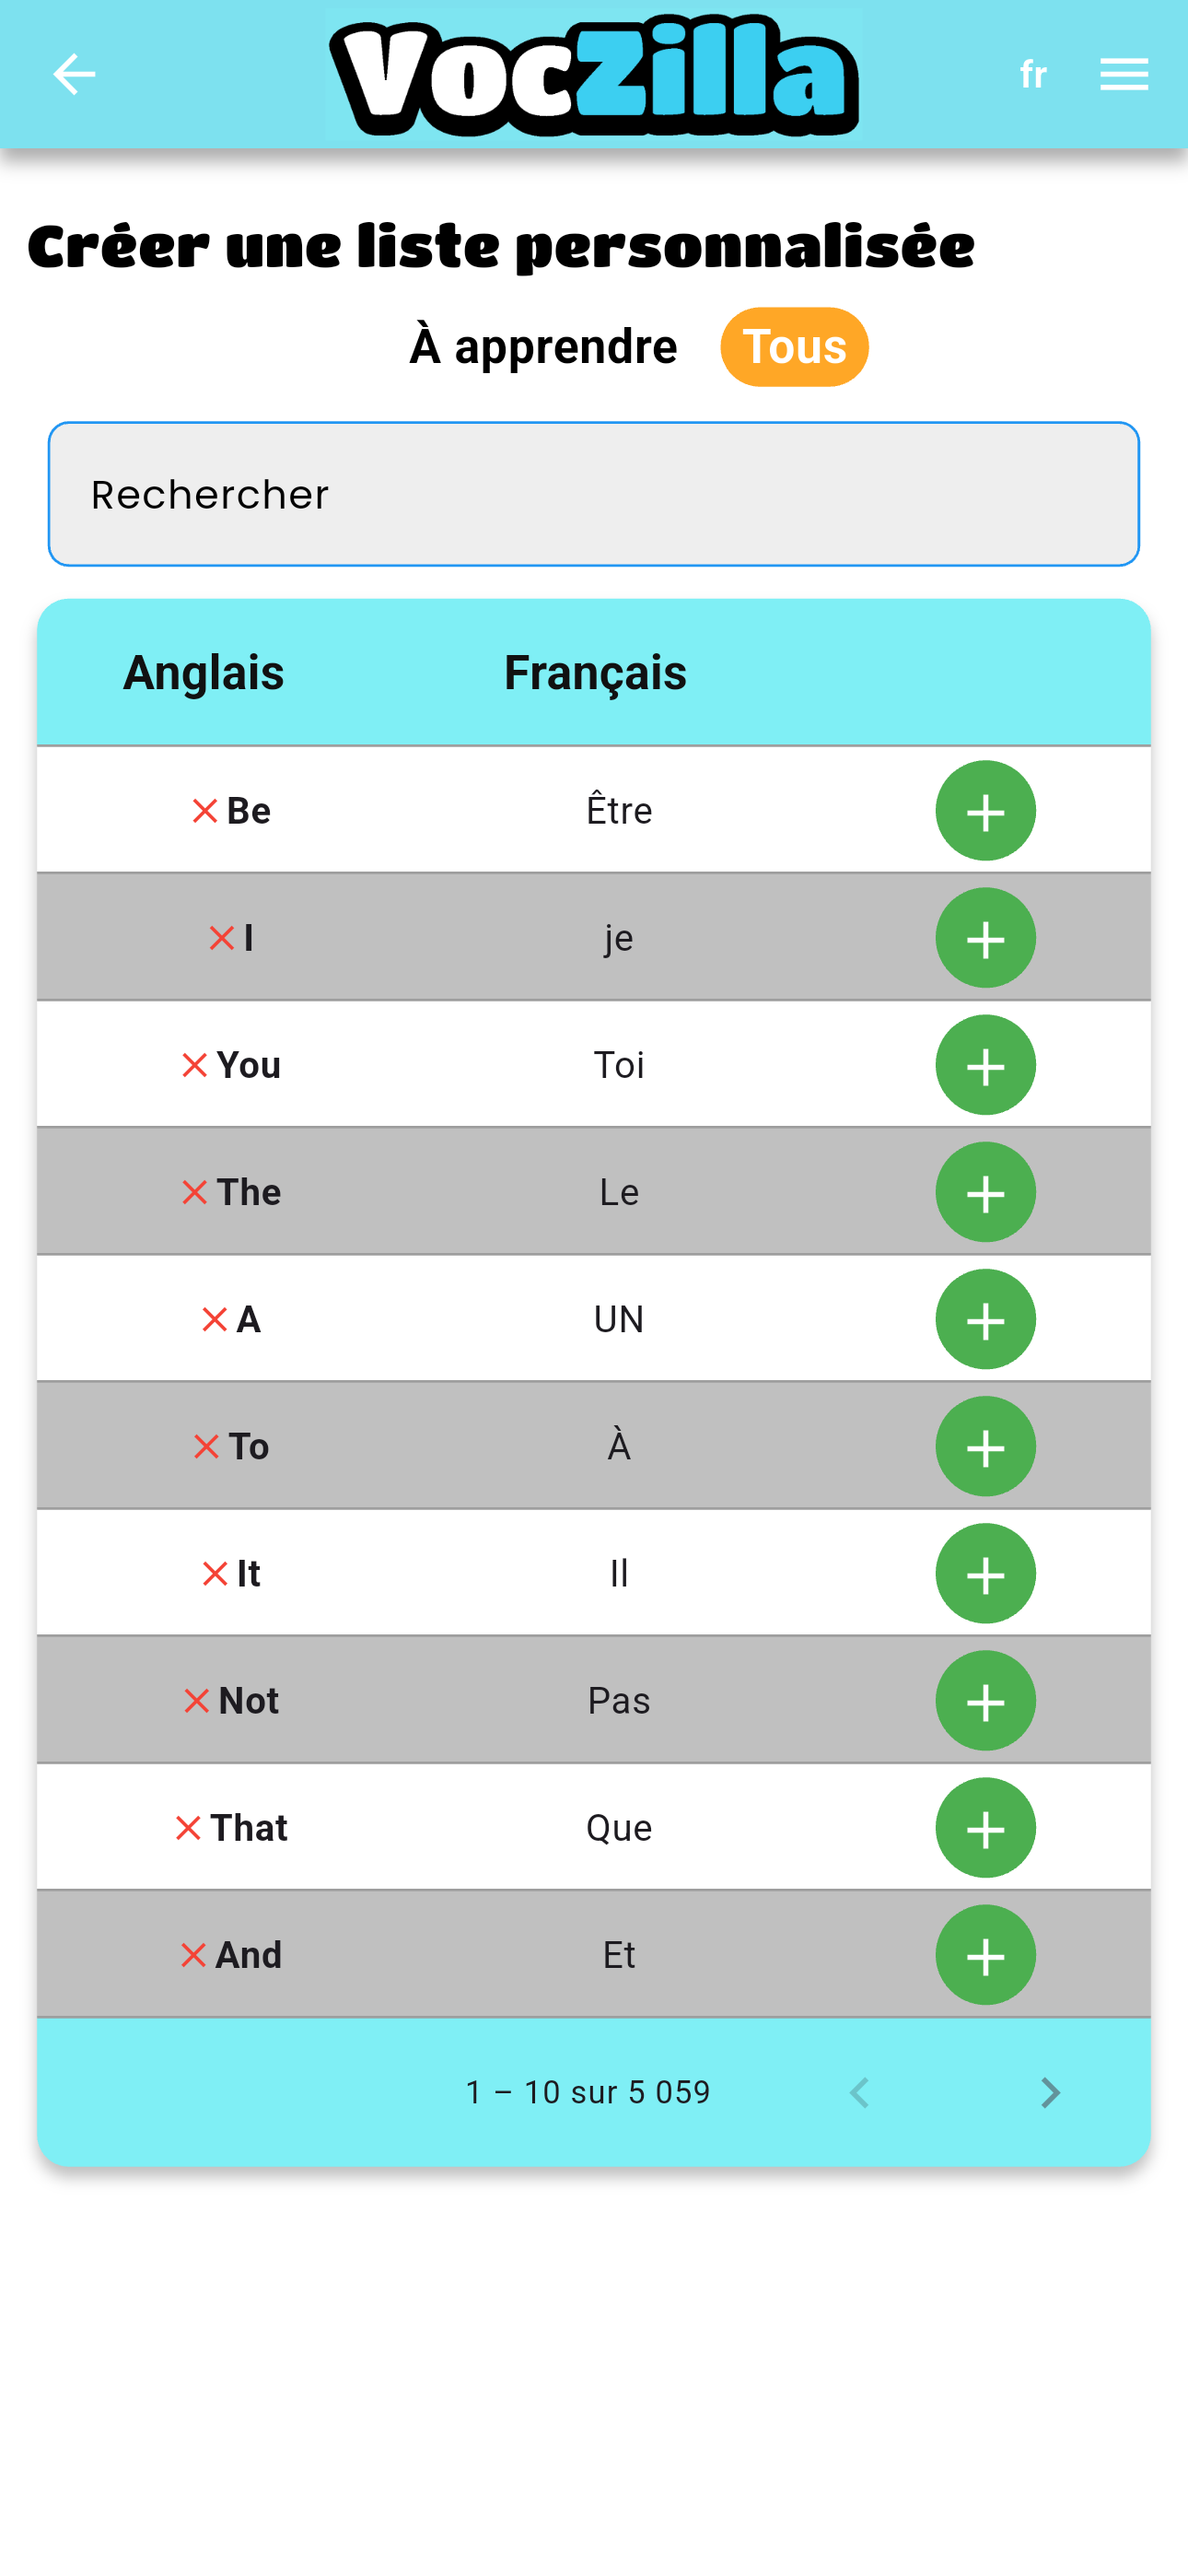 VocZilla
fr
Créer une liste personnalisée
À apprendre Tous
Rechercher
Anglais Français
Be Être
I je
You Toi
The Le
A UN
To À
It Il
Not Pas
That Que
And Et
1 – 10 sur 5 059